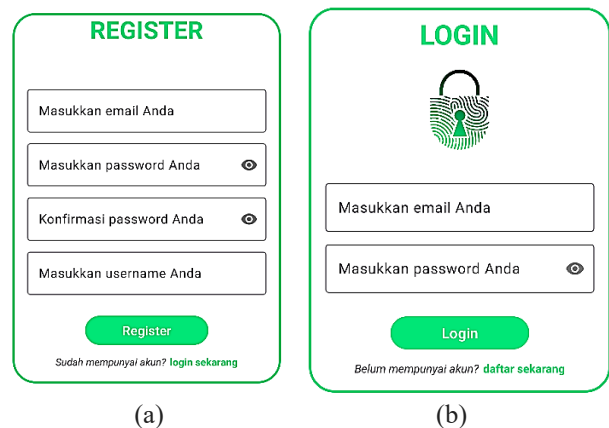 REGISTER
Masukkan email Anda
Masukkan password Anda
Konfirmasi password Anda
Masukkan username Anda
Register
Sudah mempunyai akun? login sekarang
(a)
LOGIN
Masukkan email Anda
Masukkan password Anda
Login
Belum mempunyai akun? daftar sekarang
(b)